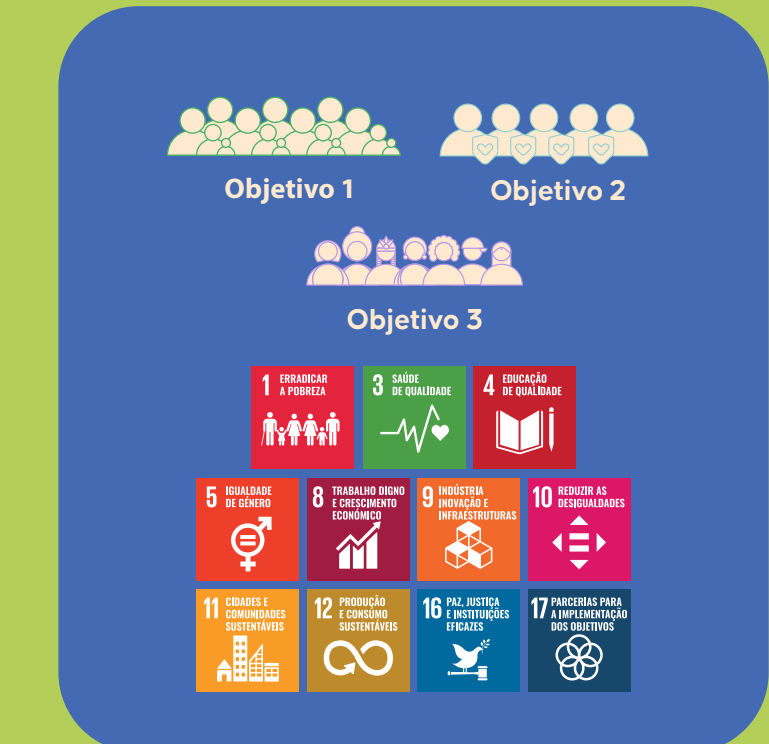 Objetivo 1
Objetivo 2
Objetivo 3
1 ERRADICAR
A POBREZA
3 SAÚDE
DE QUALIDADE
4 EDUCAÇÃO
DE QUALIDADE
5 IGUALDADE
DE GÉNERO
8 TRABALHO DIGNO
E CRESCIMENTO
ECONÓMICO
9 INDÚSTRIA
INOVAÇÃO E
INFRAESTRUTURAS
10 REDUZIR AS
DESIGUALDADES
11 CIDADES E
COMUNIDADES
SUSTENTÁVEIS
12 PRODUÇÃO
E CONSUMO
SUSTENTÁVEIS
16 PAZ, JUSTIÇA
E INSTITUIÇÕES
EFICAZES
17 PARCERIAS PARA
A IMPLEMENTAÇÃO
DOS OBJETIVOS